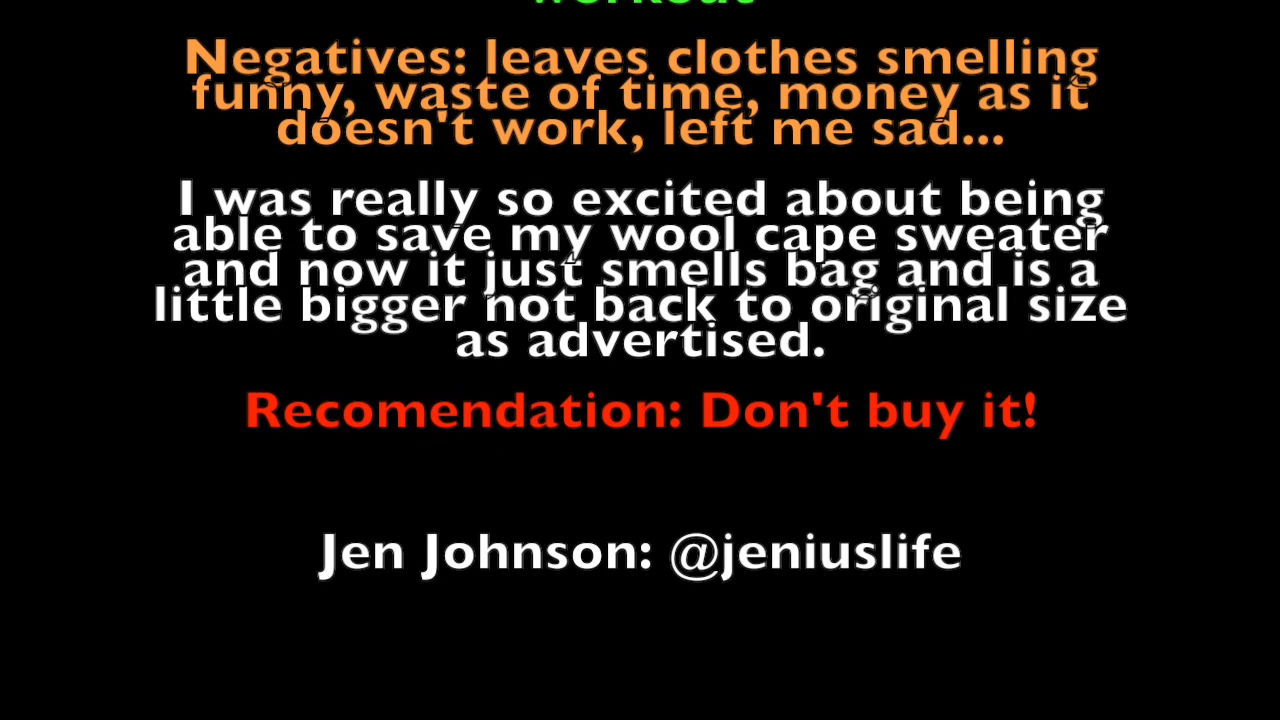 workout
Negatives: leaves clothes smelling
funny, waste of time, money as it
doesn't work, left me sad...
I was really so excited about being
able to save my wool cape sweater
and now it just smells bag and is a
little bigger not back to original size
as advertised.
Recomendation: Don't buy it!
Jen Johnson: @jeniuslife